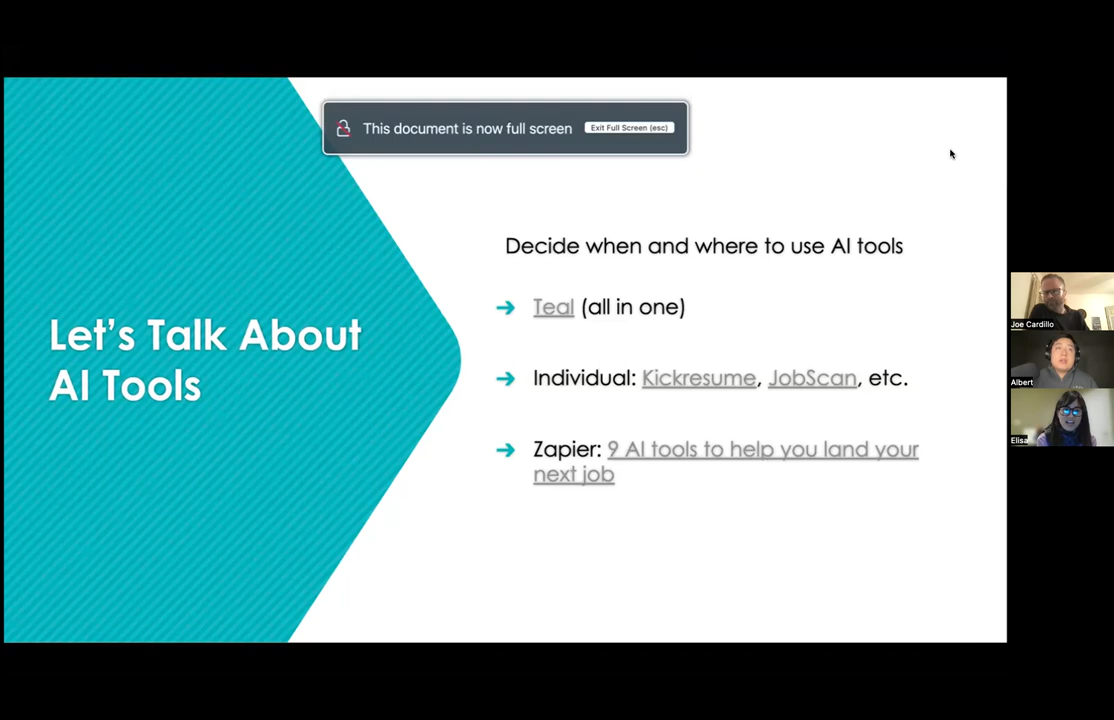 This document is now full screen
Exit Full Screen (esc)
Let's Talk About
AI Tools
Decide when and where to use AI tools
➔ Teal (all in one)
➔ Individual: Kickresume, JobScan, etc.
➔ Zapier: 9 AI tools to help you land your
next job
Joe Cardillo
Albert
Elisa